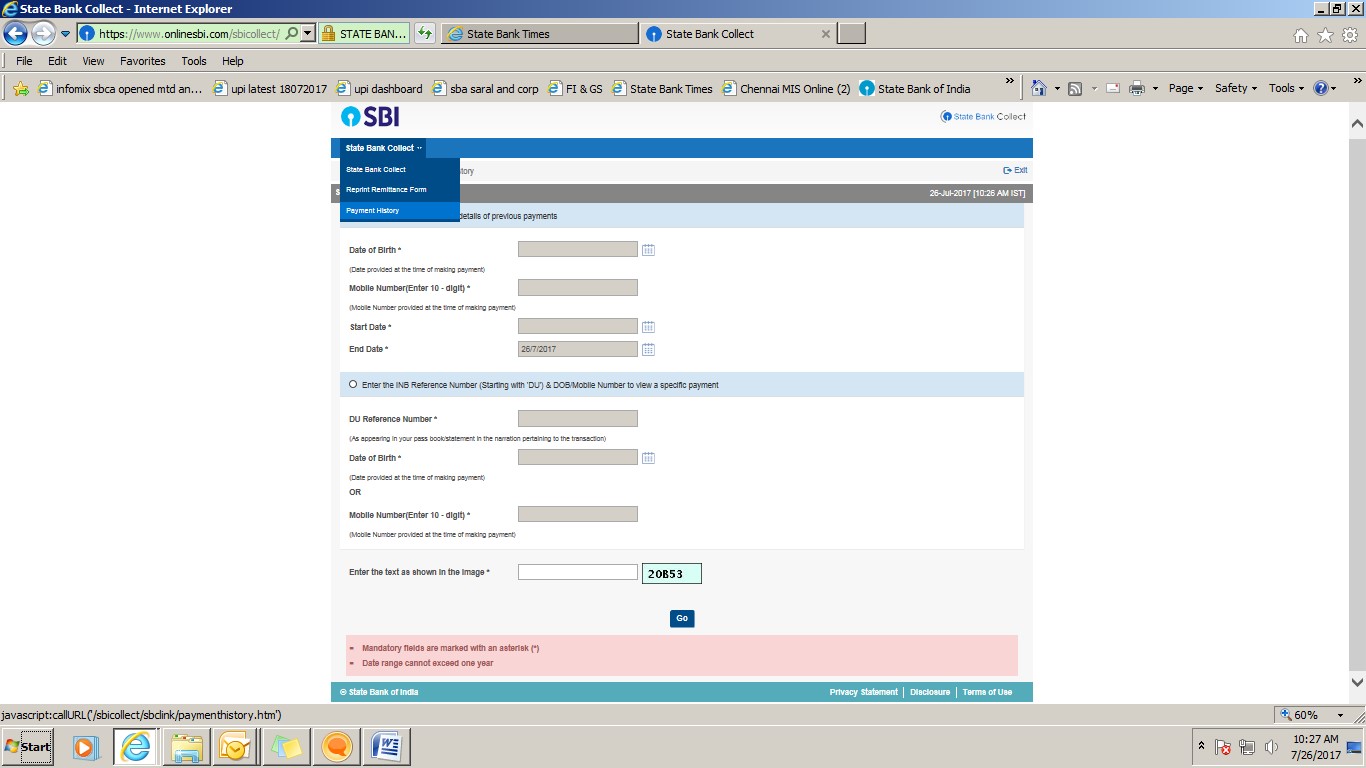 State Bank Collect - Internet Explorer
https://www.onlinesbi.com/sbicollect/ STATE BAN... State Bank Times State Bank Collect
File Edit View Favorites Tools Help
infomix sbca opened mtd an... upi latest 18072017 upi dashboard sba saral and corp FI & GS State Bank Times Chennai MIS Online (2) State Bank of India » Page Safety Tools »
SBI State Bank Collect
State Bank Collect
State Bank Collect tory Exit
Reprint Remittance Form 26-Jul-2017 [10:26 AM IST]
Payment History details of previous payments
Date of Birth *
(Date provided at the time of making payment)
Mobile Number(Enter 10 - digit) *
(Mobile Number provided at the time of making payment)
Start Date *
End Date * 26/7/2017
Enter the INB Reference Number (Starting with 'DU') & DOB/Mobile Number to view a specific payment
DU Reference Number *
(As appearing in your pass book/statement in the narration pertaining to the transaction)
Date of Birth *
(Date provided at the time of making payment)
OR
Mobile Number(Enter 10 - digit) *
(Mobile Number provided at the time of making payment)
Enter the text as shown in the image * 20B53
Go
Mandatory fields are marked with an asterisk (*)
Date range cannot exceed one year
© State Bank of India Privacy Statement | Disclosure | Terms of Use
javascript:callURL('/sbicollect/sbclink/paymenthistory.htm') 60%
Start 10:27 AM
7/26/2017